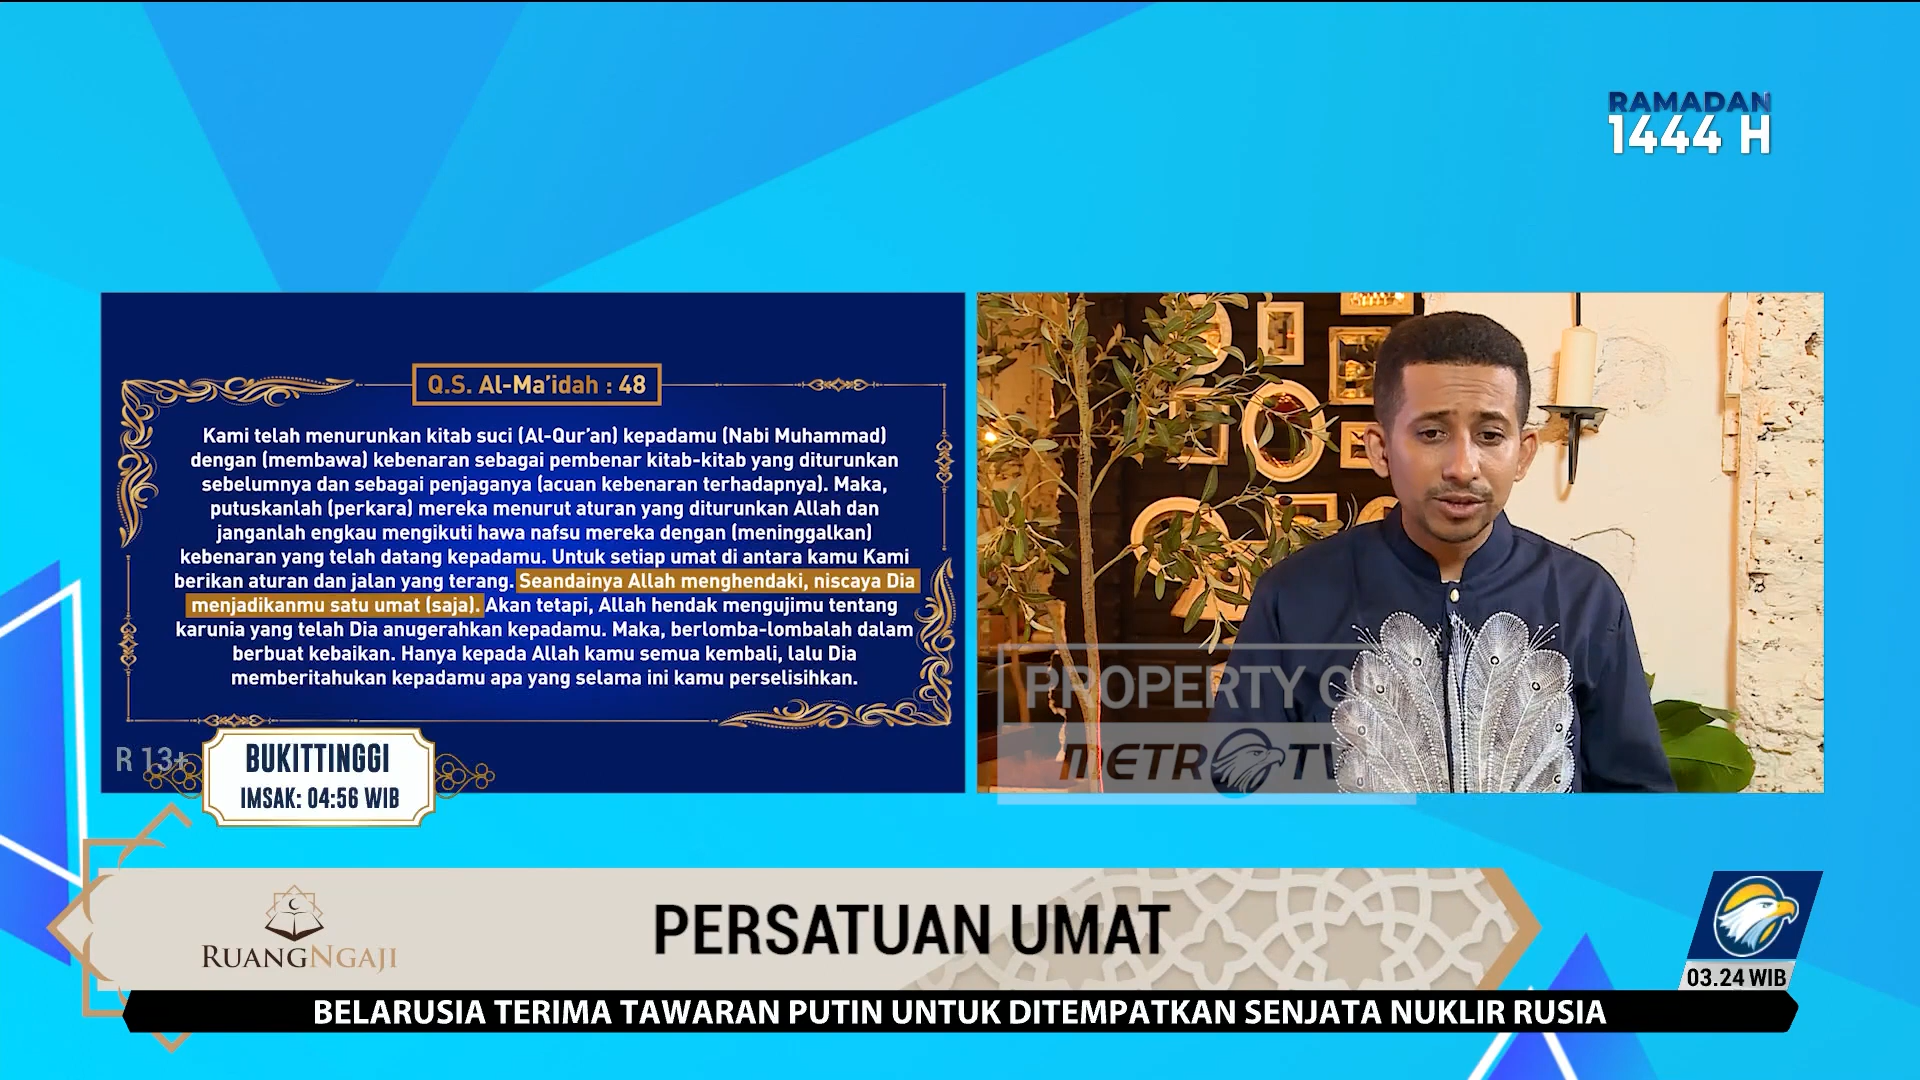 RAMADAN
1444 H
Q.S. Al-Ma'idah : 48
Kami telah menurunkan kitab suci (Al-Qur'an) kepadamu (Nabi Muhammad)
dengan (membawa) kebenaran sebagai pembenar kitab-kitab yang diturunkan
sebelumnya dan sebagai penjaganya (acuan kebenaran terhadapnya). Maka,
putuskanlah (perkara) mereka menurut aturan yang diturunkan Allah dan
janganlah engkau mengikuti hawa nafsu mereka dengan (meninggalkan)
kebenaran yang telah datang kepadamu. Untuk setiap umat di antara kamu Kami
berikan aturan dan jalan yang terang. Seandainya Allah menghendaki, niscaya Dia
menjadikanmu satu umat (saja). Akan tetapi, Allah hendak mengujimu tentang
karunia yang telah Dia anugerahkan kepadamu. Maka, berlomba-lombalah dalam
berbuat kebaikan. Hanya kepada Allah kamu semua kembali, lalu Dia
memberitahukan kepadamu apa yang selama ini kamu perselisihkan.
R 13+
BUKITTINGGI
IMSAK: 04:56 WIB
PROPERTY OF
METRO TV
RUANGNGAJI
PERSATUAN UMAT
03.24 WIB
BELARUSIA TERIMA TAWARAN PUTIN UNTUK DITEMPATKAN SENJATA NUKLIR RUSIA